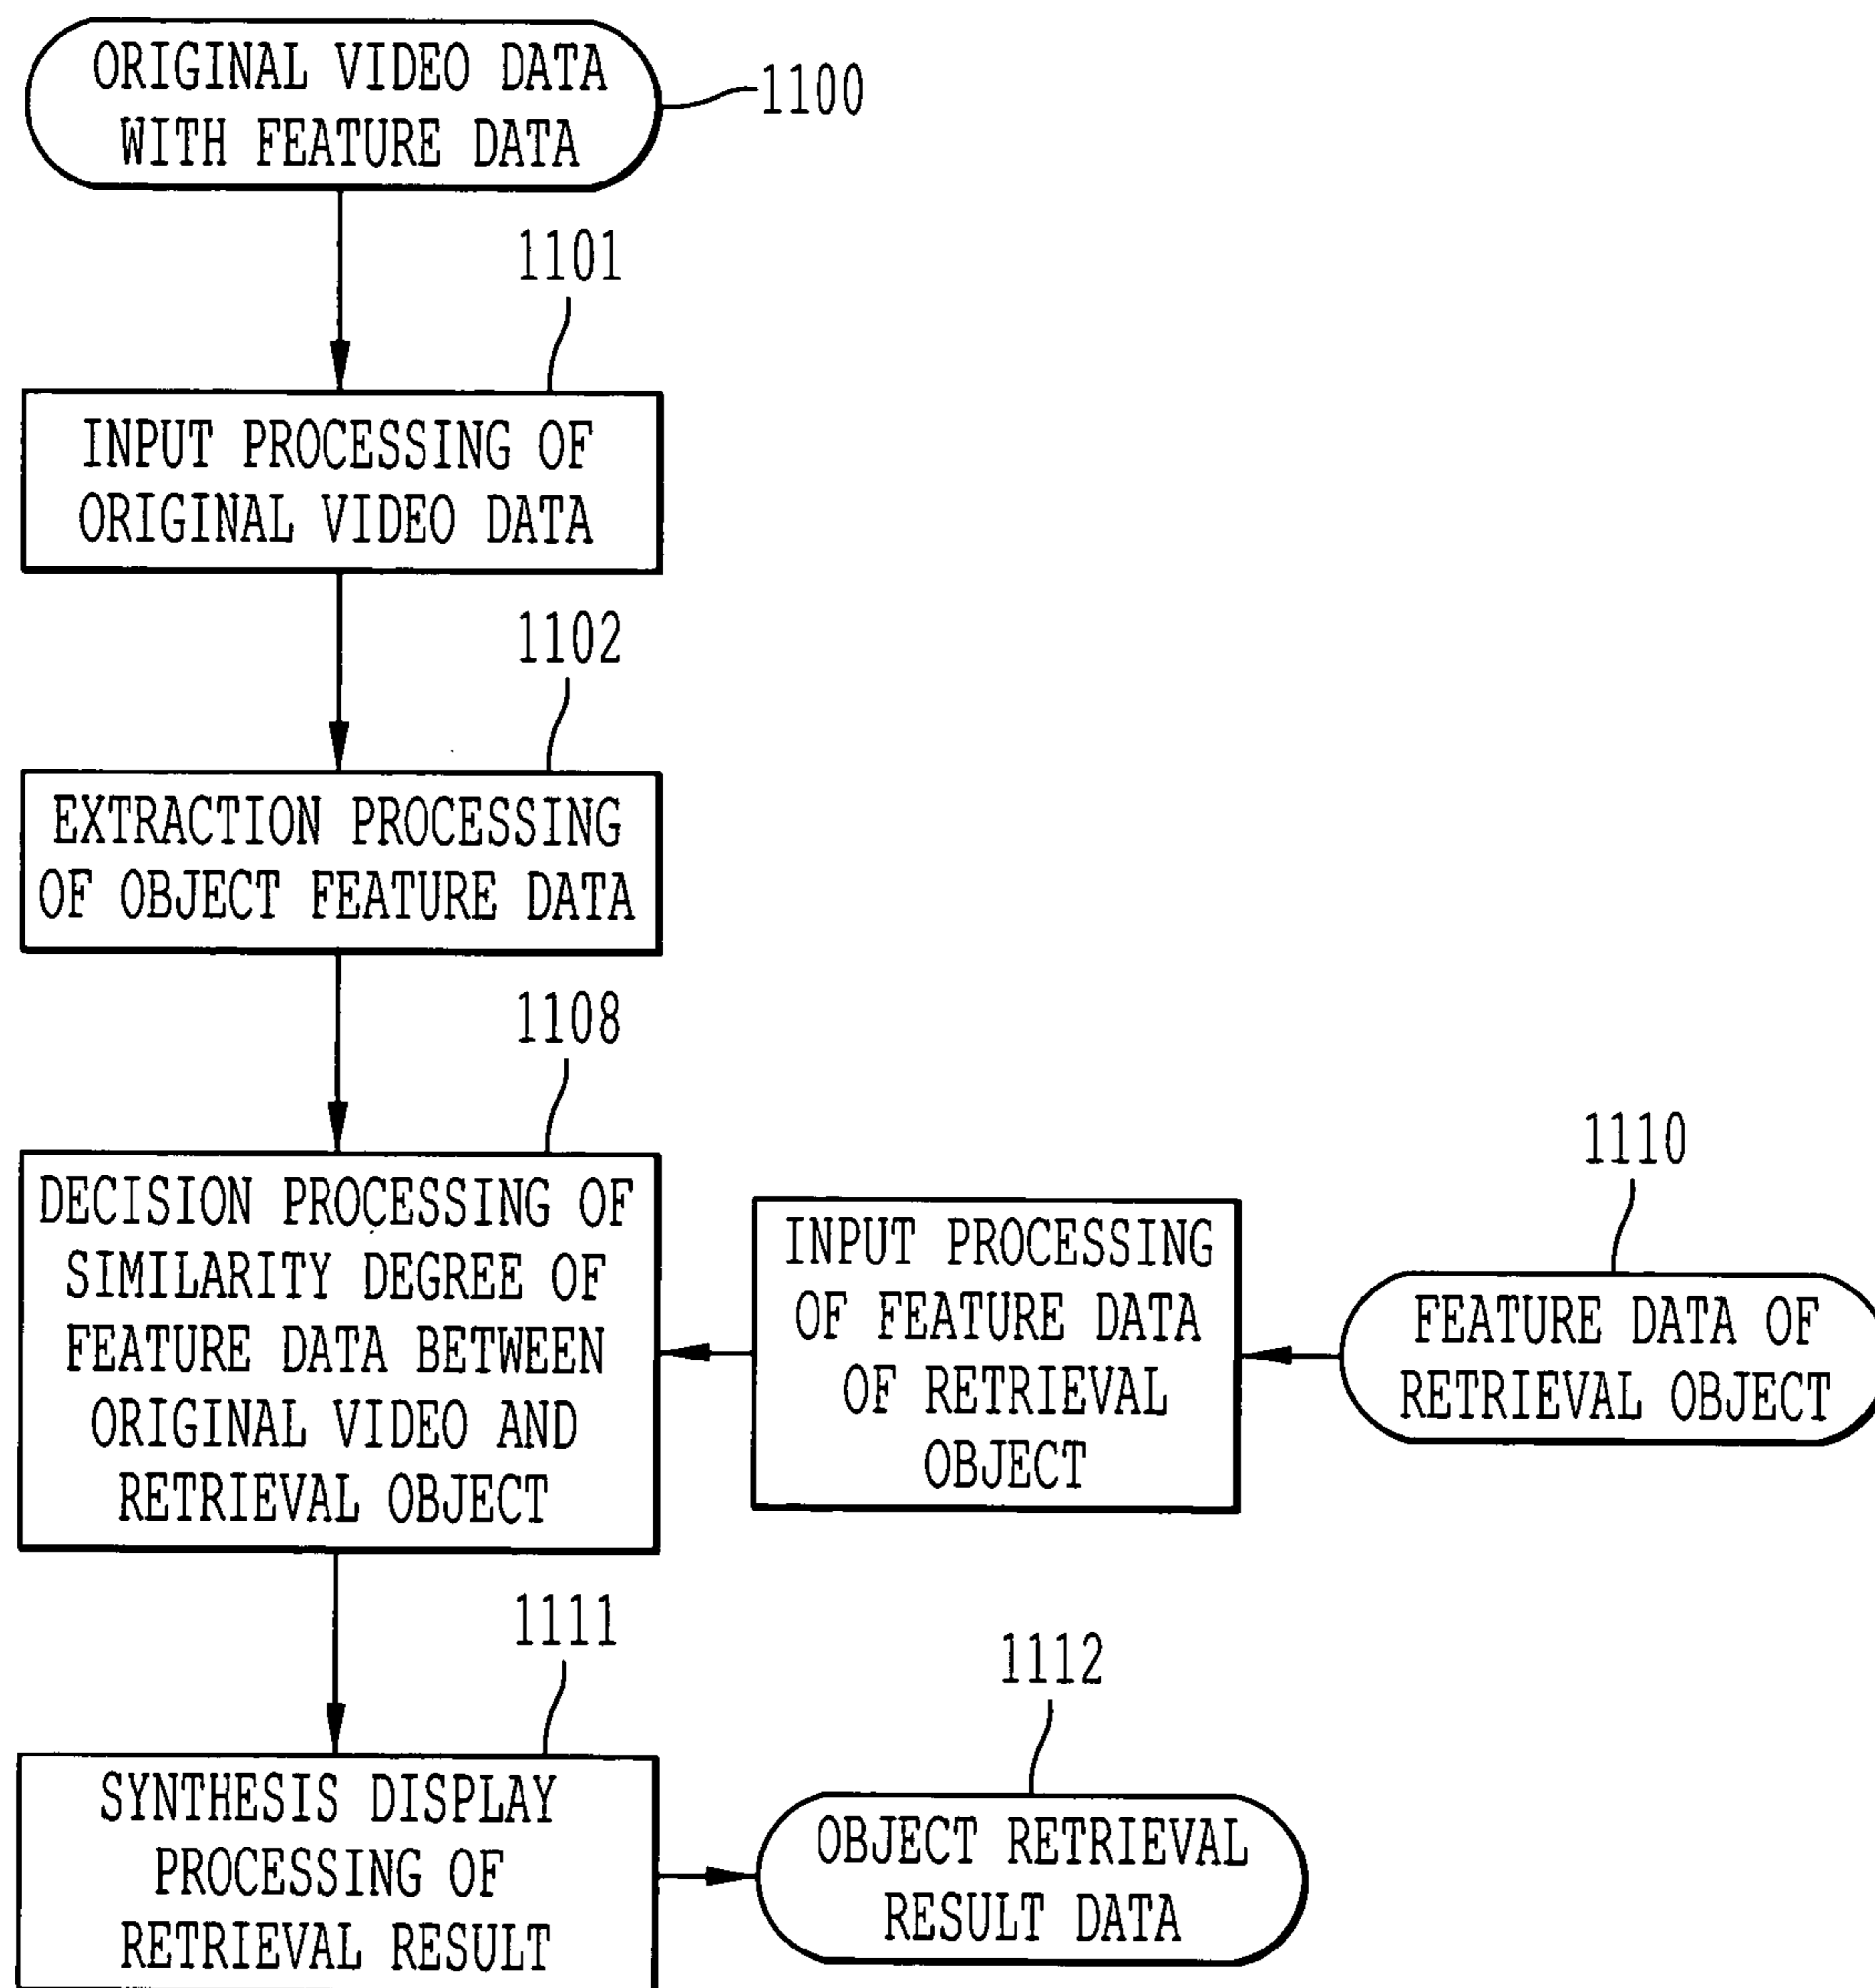 ORIGINAL VIDEO DATA
WITH FEATURE DATA
1100
1101
INPUT PROCESSING OF
ORIGINAL VIDEO DATA
1102
EXTRACTION PROCESSING
OF OBJECT FEATURE DATA
1108
DECISION PROCESSING OF
SIMILARITY DEGREE OF
FEATURE DATA BETWEEN
ORIGINAL VIDEO AND
RETRIEVAL OBJECT
INPUT PROCESSING
OF FEATURE DATA
OF RETRIEVAL
OBJECT
1110
FEATURE DATA OF
RETRIEVAL OBJECT
1111
SYNTHESIS DISPLAY
PROCESSING OF
RETRIEVAL RESULT
1112
OBJECT RETRIEVAL
RESULT DATA